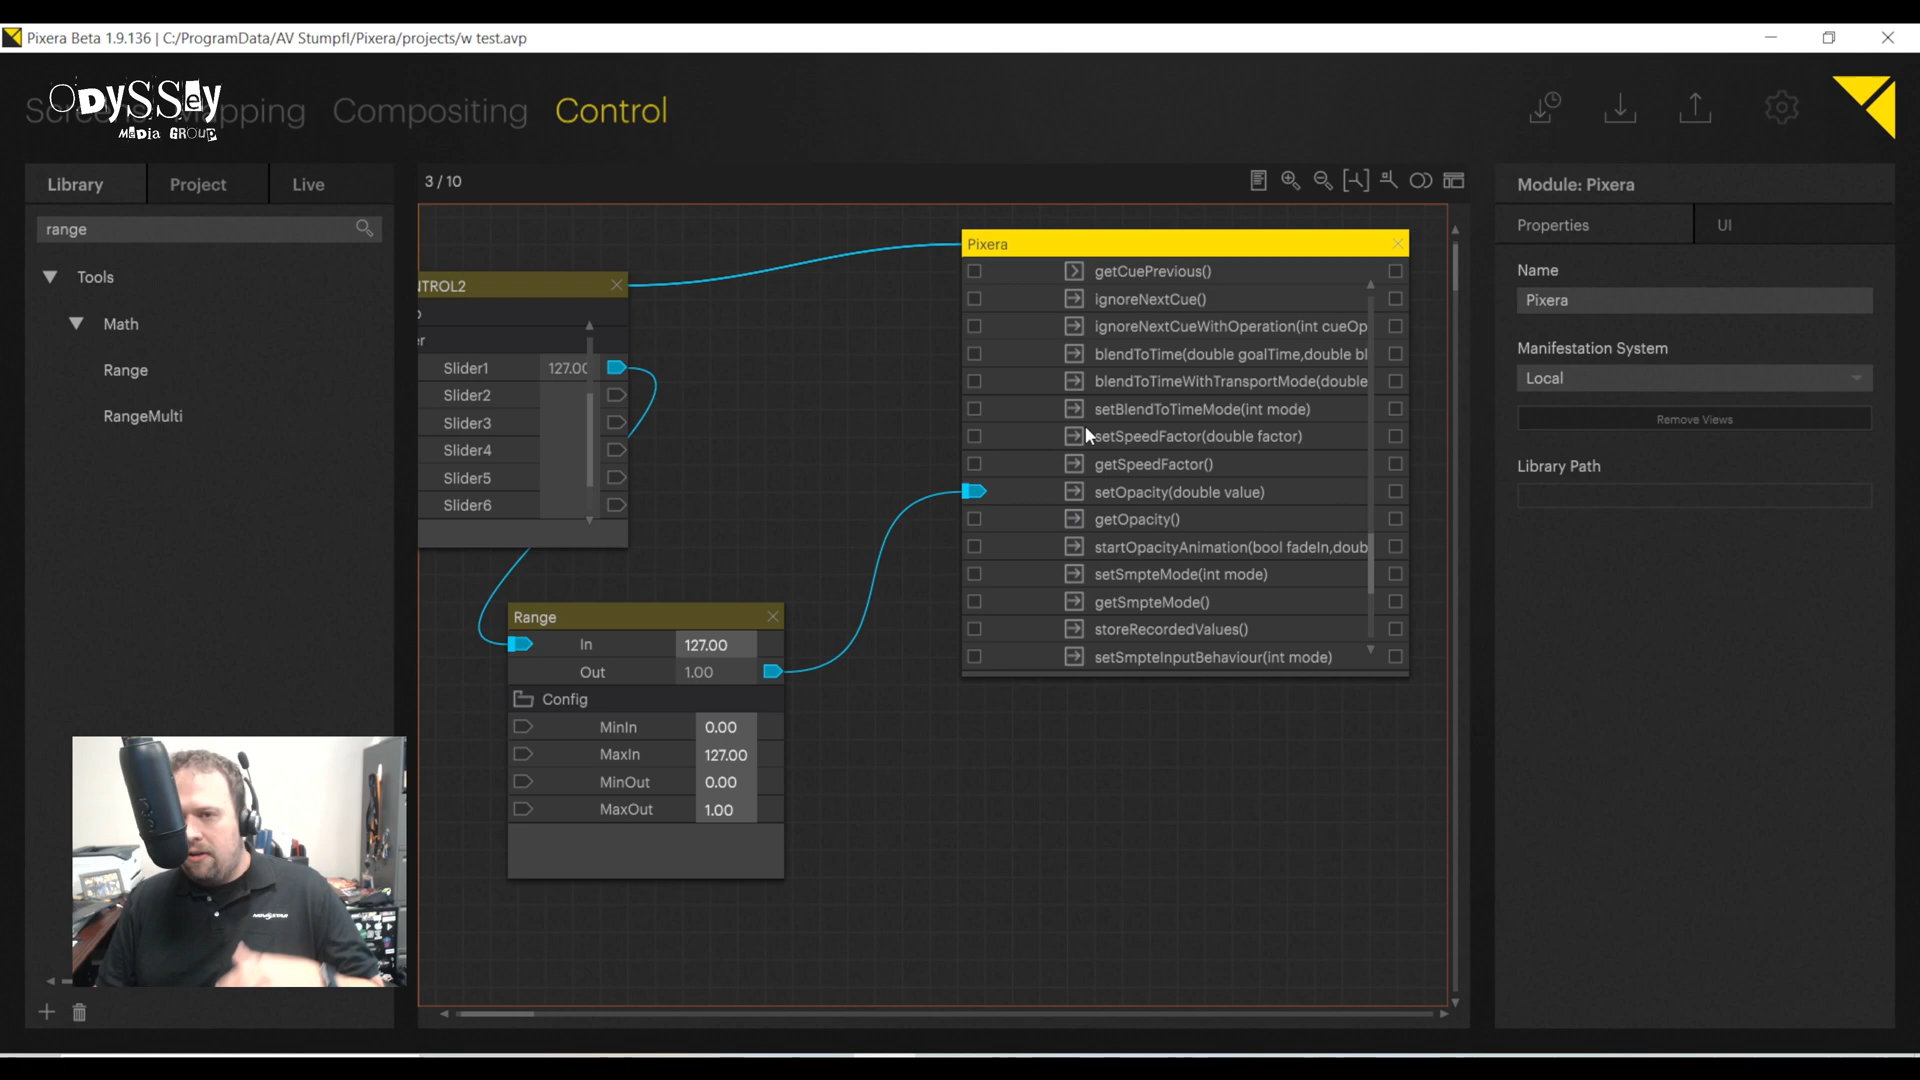 Pixera Beta 1.9.136 | C:/ProgramData/AV Stumpfl/Pixera/projects/w test.avp
ODySSEy
MeDia GRouP
Compositing
Control
Library
Project
Live
range
Tools
Math
Range
RangeMulti
3 / 10
NTROL2
Slider1
127.00
Slider2
Slider3
Slider4
Slider5
Slider6
Range
In
127.00
Out
1.00
Config
MinIn
0.00
MaxIn
127.00
MinOut
0.00
MaxOut
1.00
Pixera
getCuePrevious()
ignoreNextCue()
ignoreNextCueWithOperation(int cueOp
blendToTime(double goalTime,double bl
blendToTimeWithTransportMode(double
setBlendToTimeMode(int mode)
setSpeedFactor(double factor)
getSpeedFactor()
setOpacity(double value)
getOpacity()
startOpacityAnimation(bool fadeIn,doub
setSmpteMode(int mode)
getSmpteMode()
storeRecordedValues()
setSmpteInputBehaviour(int mode)
Module: Pixera
Properties
UI
Name
Pixera
Manifestation System
Local
Remove Views
Library Path